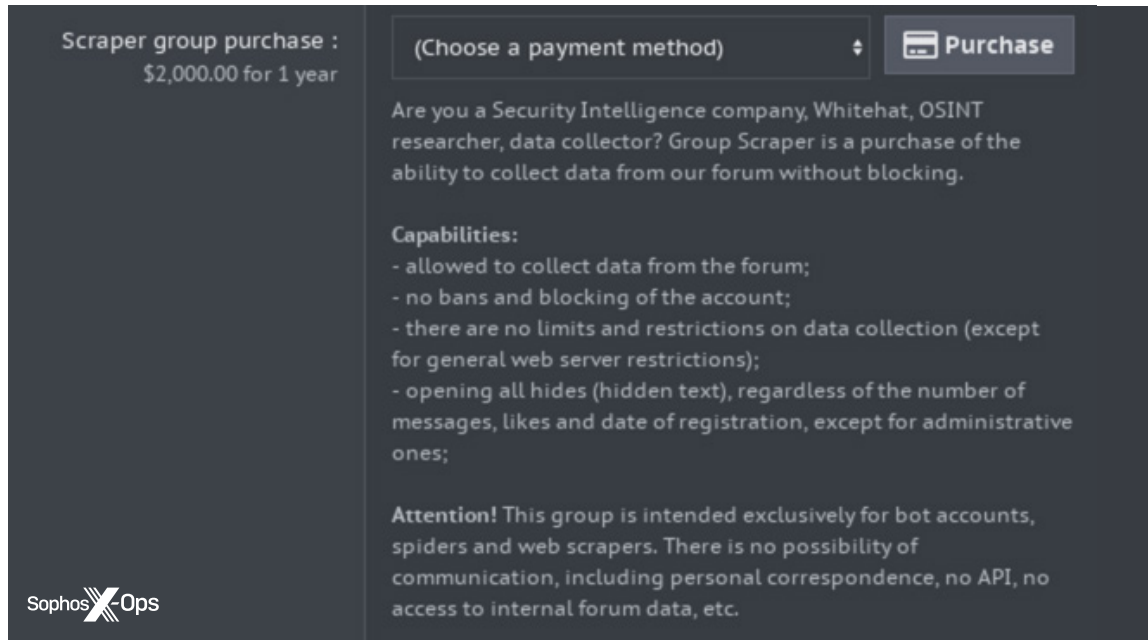 Scraper group purchase :
$2,000.00 for 1 year
(Choose a payment method)
Purchase
Are you a Security Intelligence company, Whitehat, OSINT
researcher, data collector? Group Scraper is a purchase of the
ability to collect data from our forum without blocking.
Capabilities:
- allowed to collect data from the forum;
- no bans and blocking of the account;
- there are no limits and restrictions on data collection (except
for general web server restrictions);
- opening all hides (hidden text), regardless of the number of
messages, likes and date of registration, except for administrative
ones;
Attention! This group is intended exclusively for bot accounts,
spiders and web scrapers. There is no possibility of
communication, including personal correspondence, no API, no
access to internal forum data, etc.
Sophos X-Ops